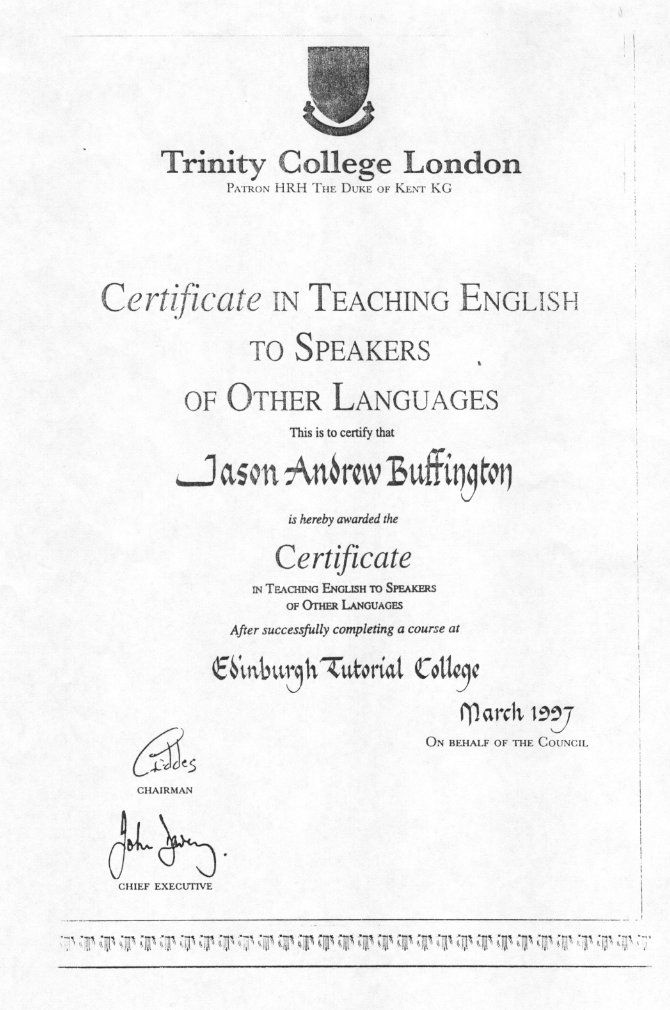 Trinity College London
PATRON HRH THE DUKE OF KENT KG
Certificate IN TEACHING ENGLISH
TO SPEAKERS
OF OTHER LANGUAGES
This is to certify that
Jason Andrew Buffington
is hereby awarded the
Certificate
IN TEACHING ENGLISH TO SPEAKERS
OF OTHER LANGUAGES
After successfully completing a course at
Edinburgh Tutorial College
March 1997
ON BEHALF OF THE COUNCIL
CHAIRMAN
John
CHIEF EXECUTIVE